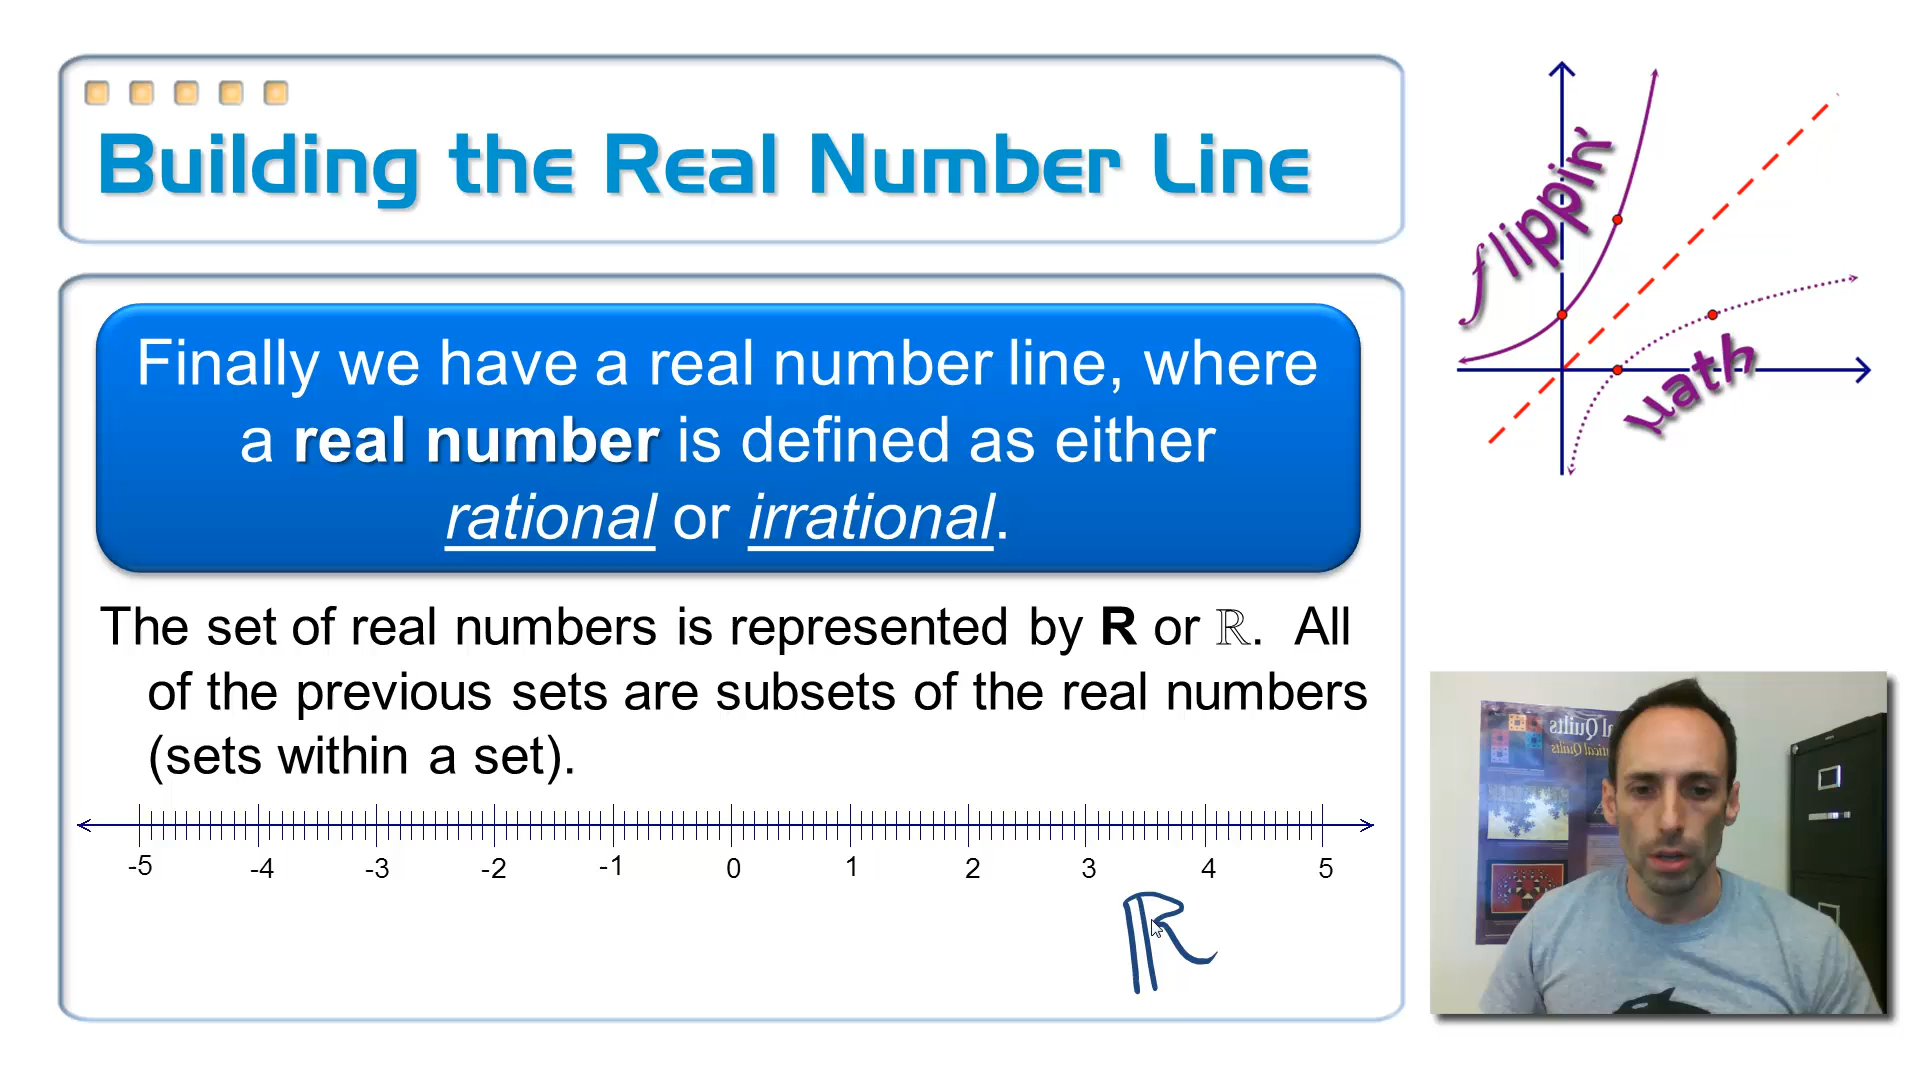 Building the Real Number Line
flippin'
math
Finally we have a real number line, where
a real number is defined as either
rational or irrational.
The set of real numbers is represented by R or ℝ. All
of the previous sets are subsets of the real numbers
(sets within a set).
-5 -4 -3 -2 -1 0 1 2 3 4 5
ℝ
Quilts
Quilts